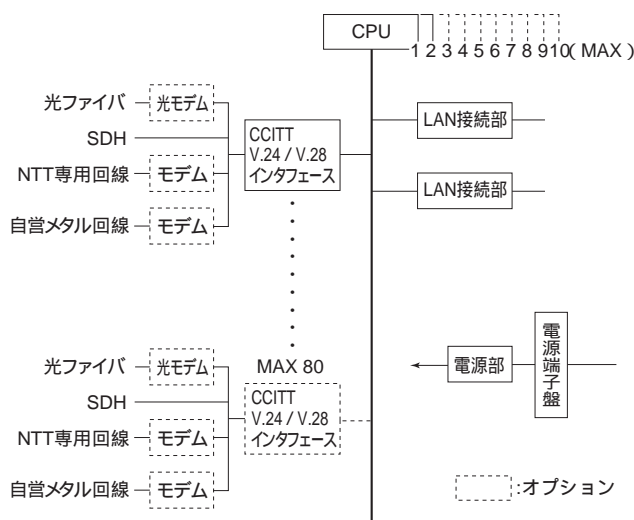 CPU
1 2 3 4 5 6 7 8 9 10( MAX )
光ファイバ
光モデム
SDH
NTT専用回線
モデム
自営メタル回線
モデム
CCITT
V.24 / V.28
インタフェース
LAN接続部
LAN接続部
MAX 80
光ファイバ
光モデム
SDH
NTT専用回線
モデム
自営メタル回線
モデム
CCITT
V.24 / V.28
インタフェース
電源部
電源端子盤
:オプション